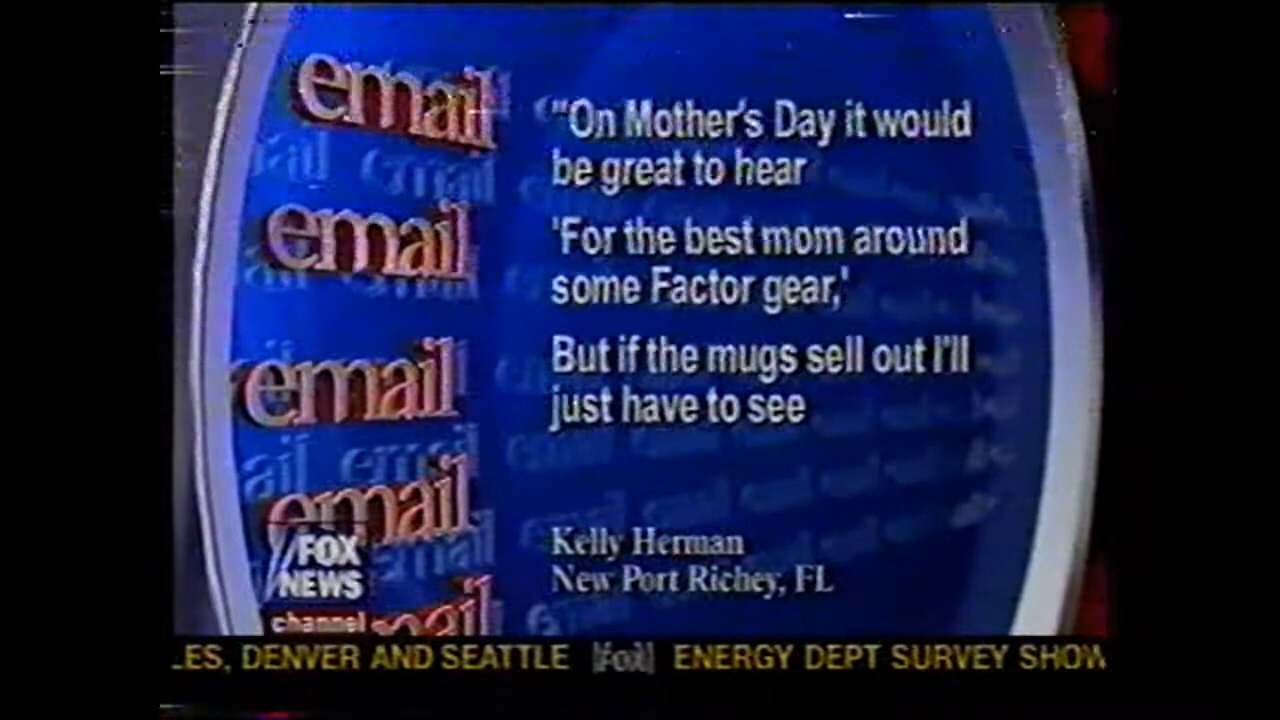 email
email
email
email
email
"On Mother's Day it would
be great to hear
'For the best mom around
some Factor gear,'
But if the mugs sell out I'll
just have to see
Kelly Herman
New Port Richey, FL
FOX
NEWS
channel
LES, DENVER AND SEATTLE [Fox] ENERGY DEPT SURVEY SHOW